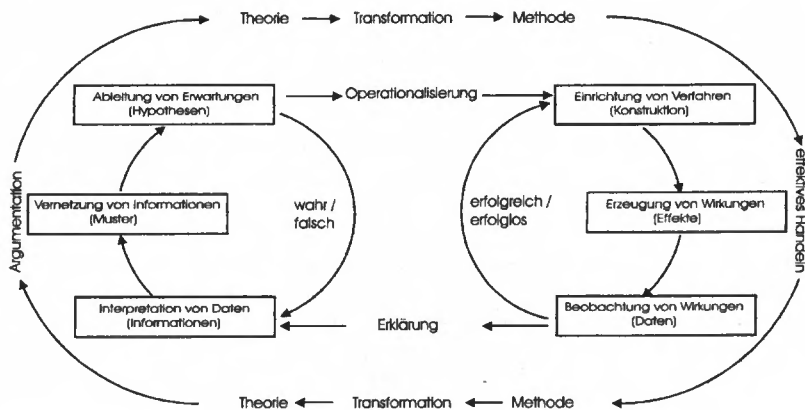 Theorie → Transformation → Methode
Ableitung von Erwartungen
(Hypothesen)
Operationalisierung
Einrichtung von Verfahren
(Konstruktion)
Argumentation
Vernetzung von Informationen
(Muster)
wahr /
falsch
erfolgreich /
erfolglos
Erzeugung von Wirkungen
(Effekte)
effektives Handeln
Interpretation von Daten
(Informationen)
Erklärung
Beobachtung von Wirkungen
(Daten)
Theorie ← Transformation ← Methode